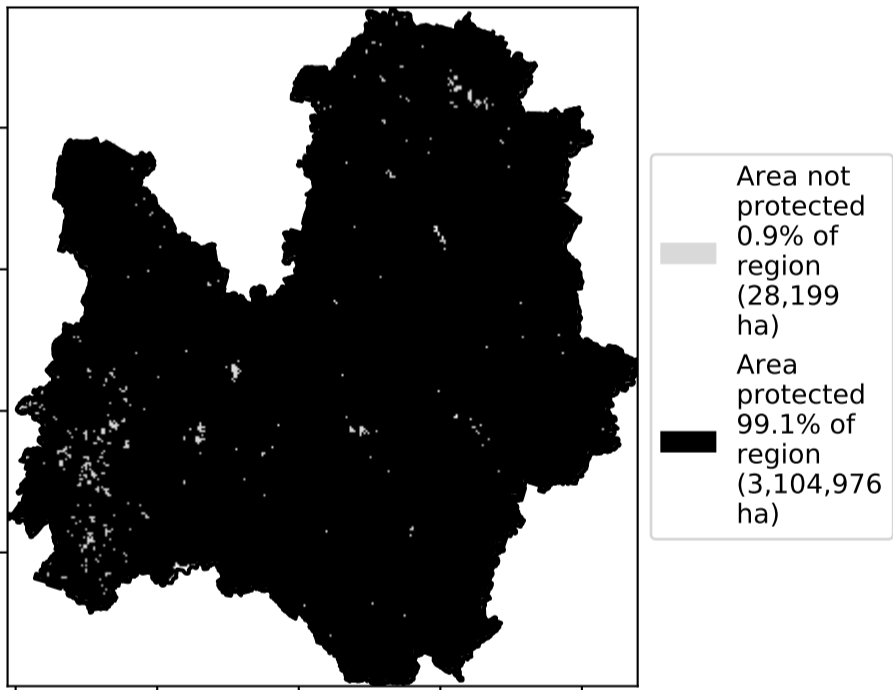 Area not
protected
0.9% of
region
(28,199
ha)
Area
protected
99.1% of
region
(3,104,976
ha)